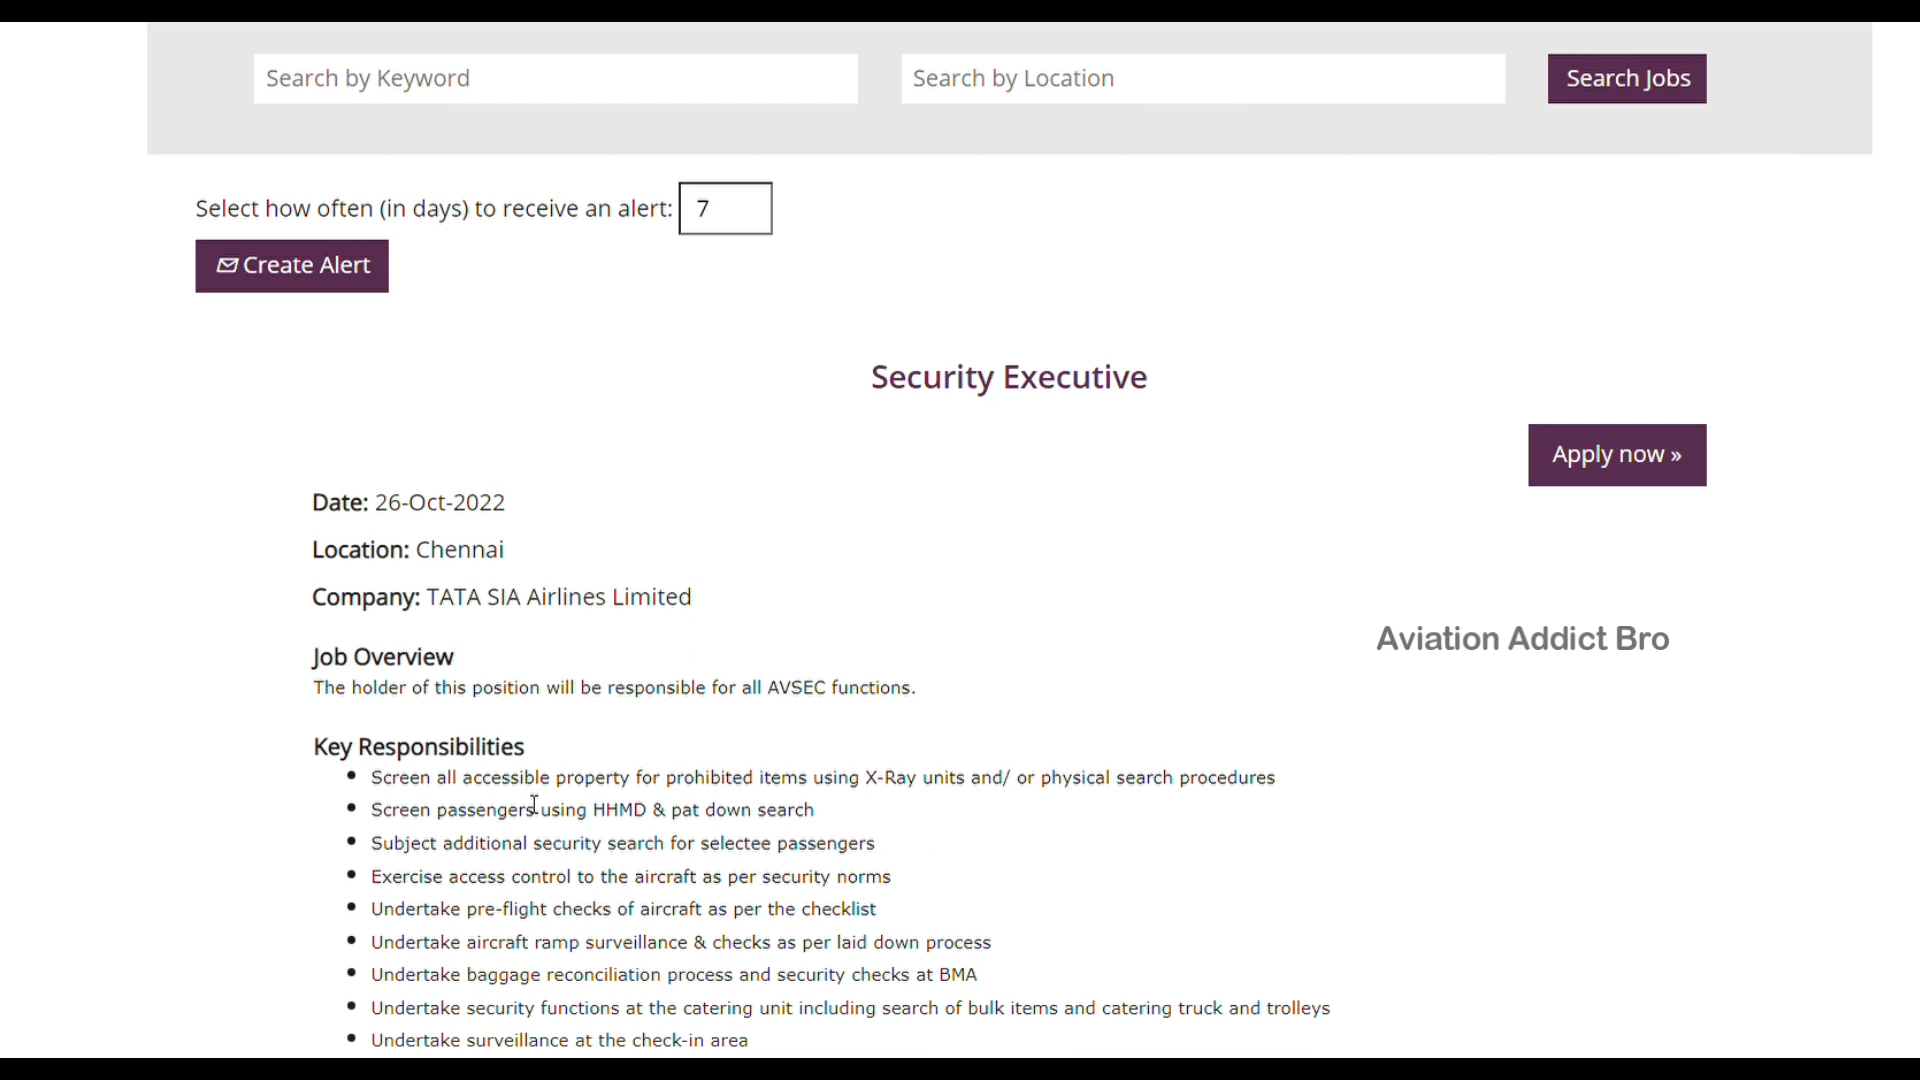 Search by Keyword
Search by Location
Search Jobs
Select how often (in days) to receive an alert: 7
Create Alert
Security Executive
Apply now »
Date: 26-Oct-2022
Location: Chennai
Company: TATA SIA Airlines Limited
Aviation Addict Bro
Job Overview
The holder of this position will be responsible for all AVSEC functions.
Key Responsibilities
Screen all accessible property for prohibited items using X-Ray units and/ or physical search procedures
Screen passengers using HHMD & pat down search
Subject additional security search for selectee passengers
Exercise access control to the aircraft as per security norms
Undertake pre-flight checks of aircraft as per the checklist
Undertake aircraft ramp surveillance & checks as per laid down process
Undertake baggage reconciliation process and security checks at BMA
Undertake security functions at the catering unit including search of bulk items and catering truck and trolleys
Undertake surveillance at the check-in area